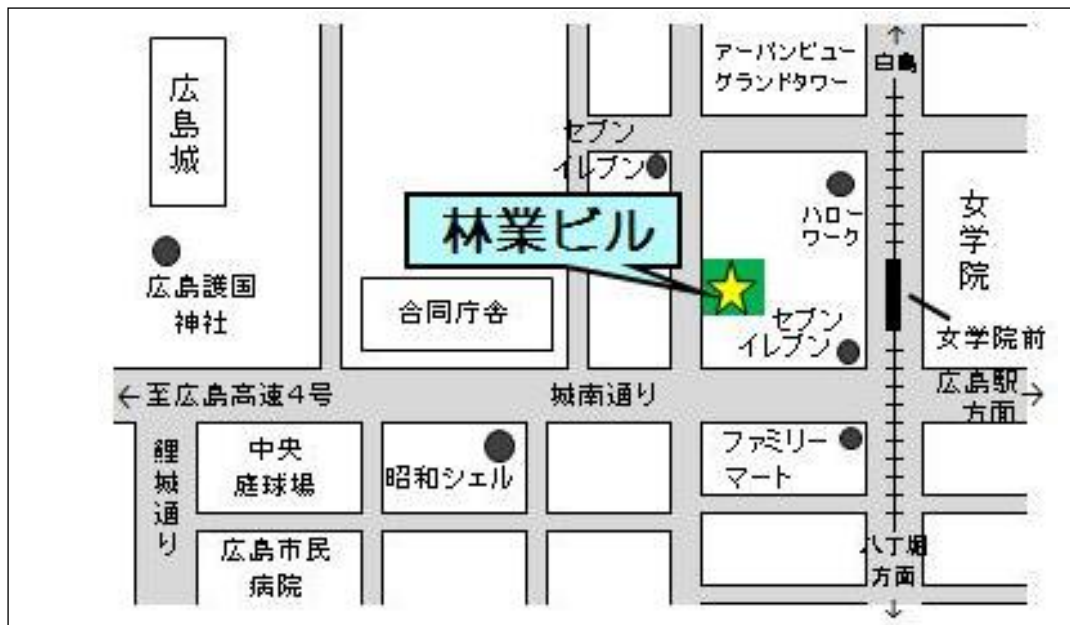 アーバンビュー
グランドタワー
白島
広島城
セブン
イレブン
林業ビル
ハロー
ワーク
女学院
広島護国
神社
合同庁舎
セブン
イレブン
女学院前
←至広島高速4号
城南通り
広島駅→
方面
鯉城通り
中央
庭球場
昭和シェル
ファミリー
マート
広島市民
病院
八丁堀
方面